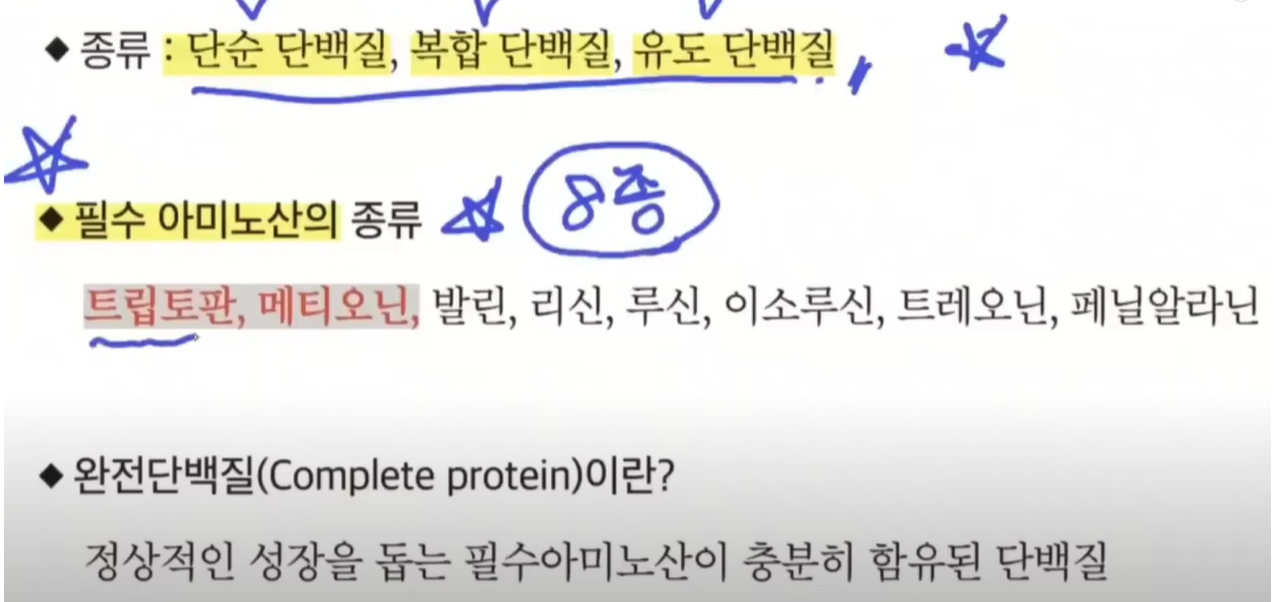 ◆ 종류 : 단순 단백질, 복합 단백질, 유도 단백질
◆ 필수 아미노산의 종류 8종
트립토판, 메티오닌, 발린, 리신, 루신, 이소루신, 트레오닌, 페닐알라닌
◆ 완전단백질(Complete protein)이란?
정상적인 성장을 돕는 필수아미노산이 충분히 함유된 단백질